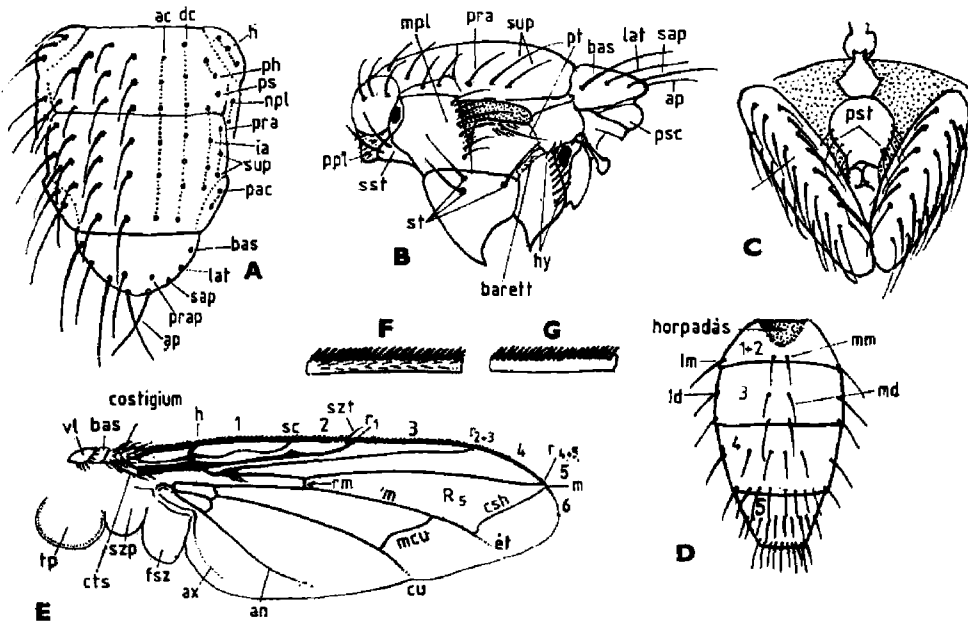 ac dc
h
ph
ps
npl
pra
ia
sup
pac
bas
lat
sap
prap
ap
A
mpl
pra
sup
pt
bas
lat
sap
ap
psc
ppl
sst
st
hy
barett
B
pst
C
F
G
horpadás
1+2
lm
mm
ld
3
md
4
5
D
costigium
vl
bas
h
1
sc
2
szt
r1
3
r2+3
4
r4+5
5
m
6
rm
'm
R5
csh
mcu
ét
cu
tp
cts
szp
fsz
ax
an
E